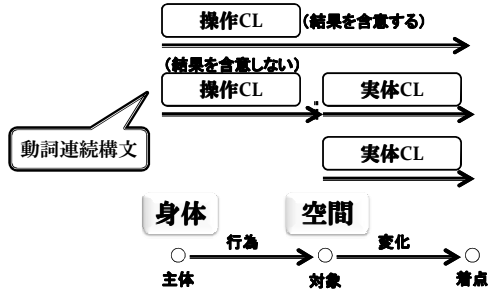 操作CL (結果を含意する)
(結果を含意しない)
操作CL 実体CL
動詞連続構文
実体CL
身体 空間
行為 変化
主体 対象 着点